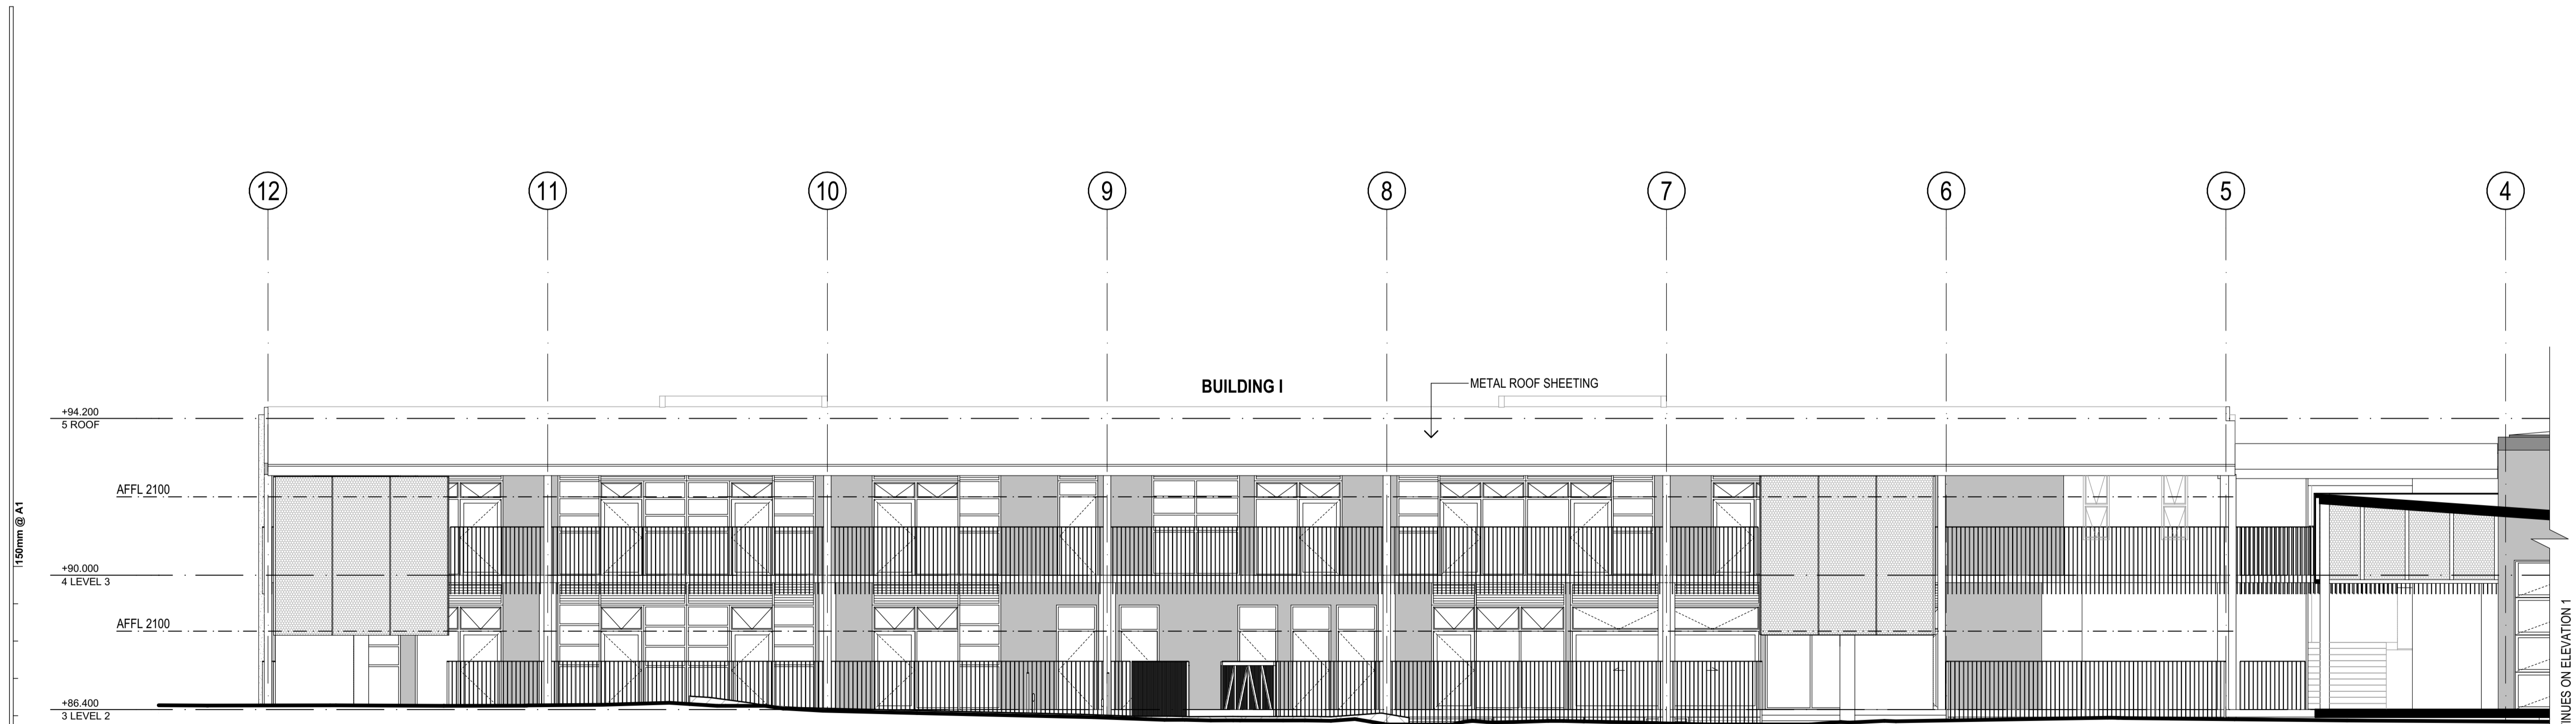 12
11
10
9
8
7
6
5
4
BUILDING I
METAL ROOF SHEETING
+94.200
5 ROOF
AFFL 2100
+90.000
4 LEVEL 3
AFFL 2100
+86.400
3 LEVEL 2
150mm @ A1
INUES ON ELEVATION 1